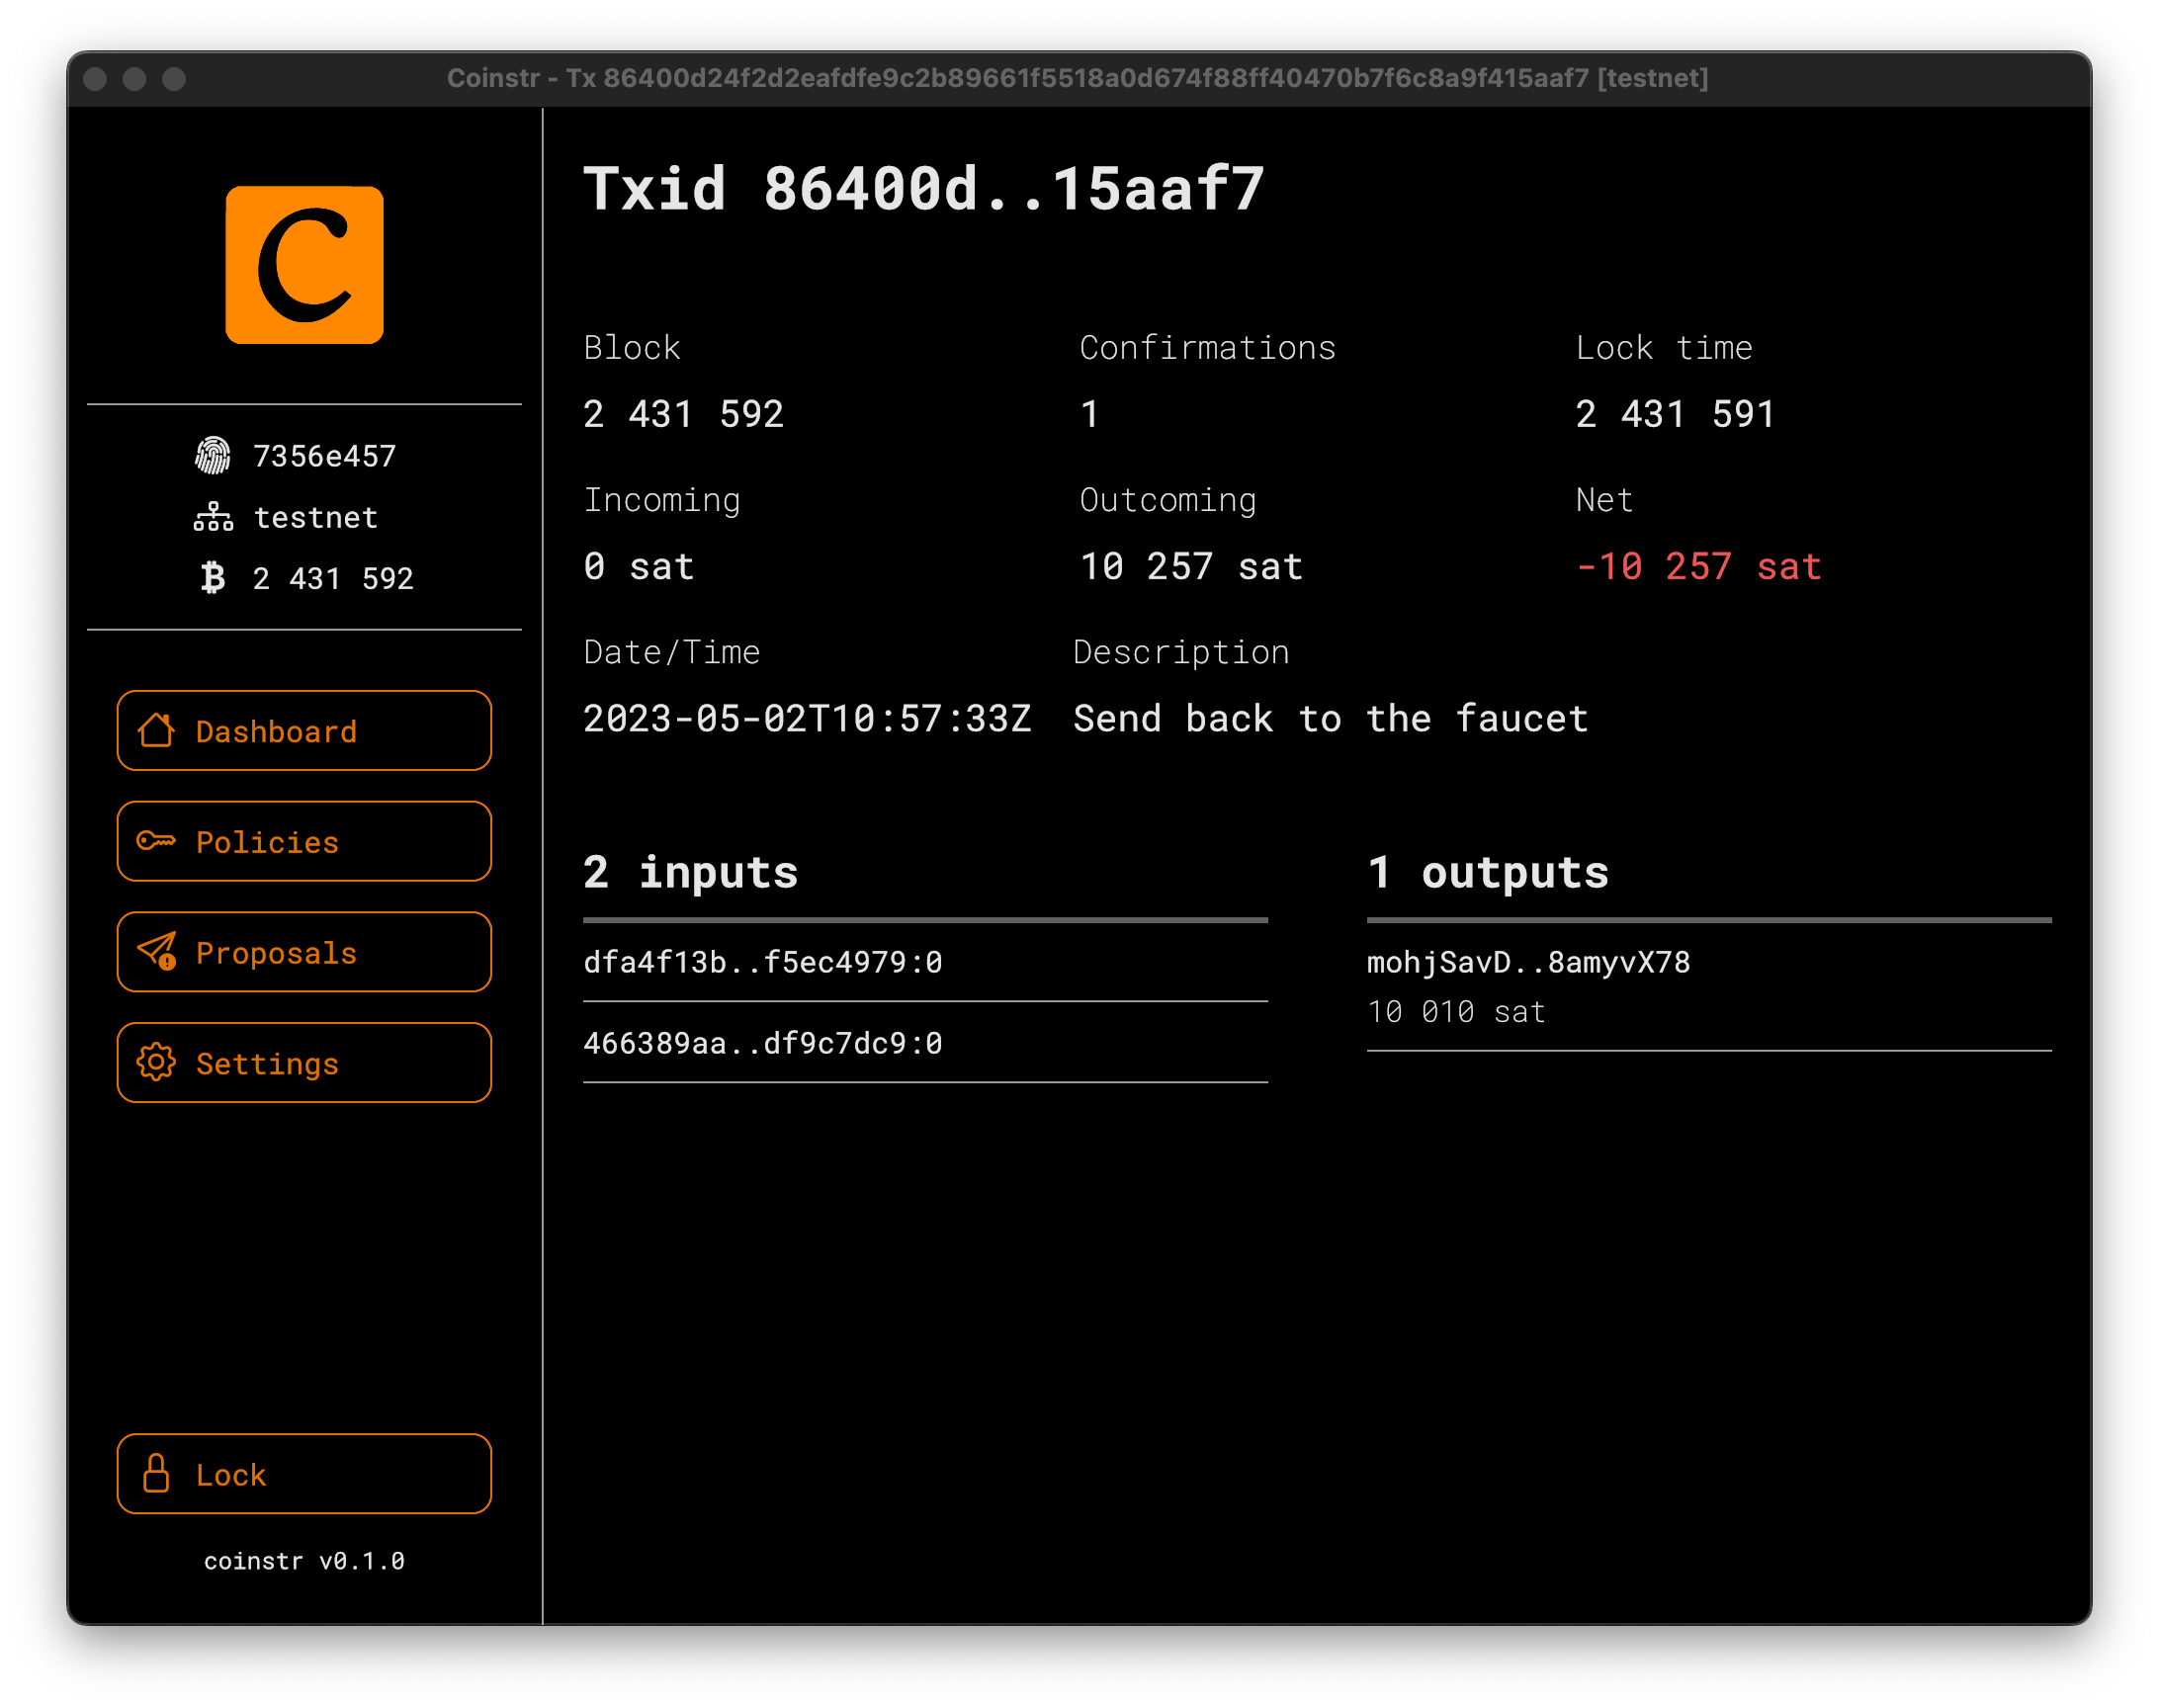 Coinstr - Tx 86400d24f2d2eafdfe9c2b89661f5518a0d674f88ff40470b7f6c8a9f415aaf7 [testnet]
C
7356e457
testnet
2 431 592
Dashboard
Policies
Proposals
Settings
Lock
coinstr v0.1.0
Txid 86400d..15aaf7
Block
2 431 592
Confirmations
1
Lock time
2 431 591
Incoming
0 sat
Outcoming
10 257 sat
Net
-10 257 sat
Date/Time
2023-05-02T10:57:33Z
Description
Send back to the faucet
2 inputs
dfa4f13b..f5ec4979:0
466389aa..df9c7dc9:0
1 outputs
mohjSavD..8amyvX78
10 010 sat